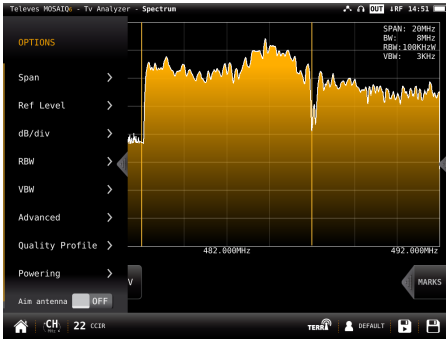 Televes MOSAIQ6 - Tv Analyzer - Spectrum
OUT iRF 14:51
OPTIONS
Span
Ref Level
dB/div
RBW
VBW
Advanced
Quality Profile
Powering
Aim antenna OFF
SPAN: 20MHz
BW: 8MHz
RBW:100KHzW
VBW: 3KHz
482.000MHz
492.000MHz
V
MARKS
CH
22 CCIR
TERRA
DEFAULT